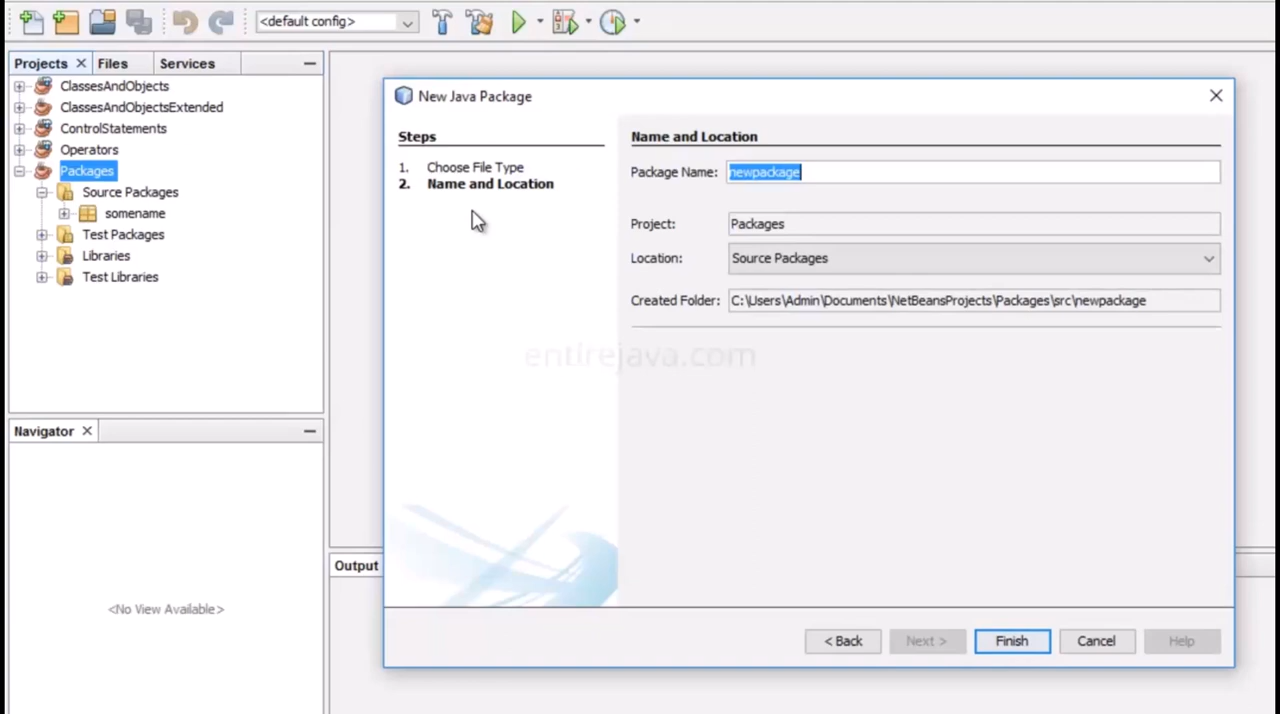 <default config>
Projects
Files
Services
ClassesAndObjects
ClassesAndObjectsExtended
ControlStatements
Operators
Packages
Source Packages
somename
Test Packages
Libraries
Test Libraries
Navigator
<No View Available>
Output
New Java Package
Steps
1. Choose File Type
2. Name and Location
Name and Location
Package Name: newpackage
Project: Packages
Location: Source Packages
Created Folder: C:\Users\Admin\Documents\NetBeansProjects\Packages\src\newpackage
entirejava.com
< Back Next > Finish Cancel Help